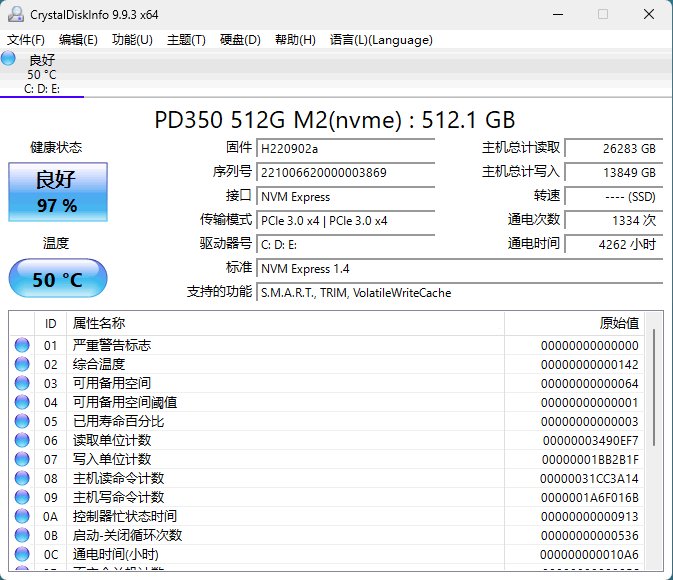 CrystalDiskInfo 9.9.3 x64
文件(F) 编辑(E) 功能(U) 主题(T) 硬盘(D) 帮助(H) 语言(L)(Language)
良好
50 °C
C: D: E:
PD350 512G M2(nvme) : 512.1 GB
健康状态
良好
97 %
温度
50 °C
固件 H220902a
序列号 221006620000003869
接口 NVM Express
传输模式 PCIe 3.0 x4 | PCIe 3.0 x4
驱动器号 C: D: E:
标准 NVM Express 1.4
支持的功能 S.M.A.R.T., TRIM, VolatileWriteCache
主机总计读取 26283 GB
主机总计写入 13849 GB
转速 ---- (SSD)
通电次数 1334 次
通电时间 4262 小时
ID 属性名称 原始值
01 严重警告标志 00000000000000
02 综合温度 00000000000142
03 可用备用空间 00000000000064
04 可用备用空间阈值 00000000000001
05 已用寿命百分比 00000000000003
06 读取单位计数 00000003490EF7
07 写入单位计数 00000001BB2B1F
08 主机读命令计数 00000031CC3A14
09 主机写命令计数 0000001A6F016B
0A 控制器忙状态时间 00000000000913
0B 启动-关闭循环次数 00000000000536
0C 通电时间(小时) 000000000010A6